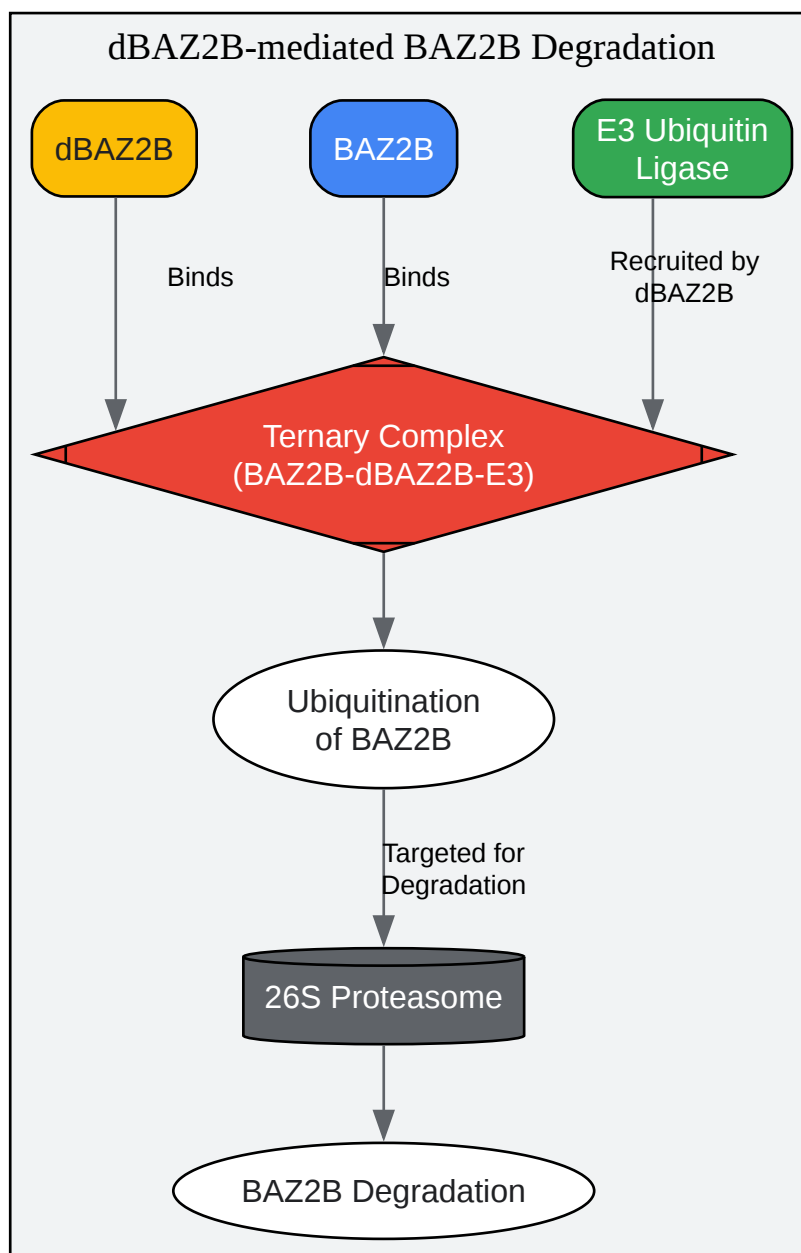 dBAZ2B-mediated BAZ2B Degradation
dBAZ2B
BAZ2B
E3 Ubiquitin
Ligase
Binds
Binds
Recruited by
dBAZ2B
Ternary Complex
(BAZ2B-dBAZ2B-E3)
Ubiquitination
of BAZ2B
Targeted for
Degradation
26S Proteasome
BAZ2B Degradation